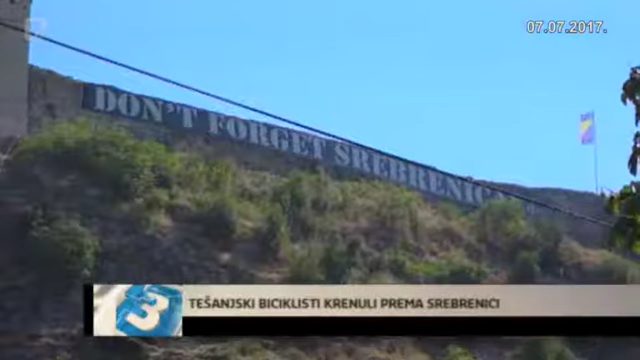 07.07.2017.
DON'T FORGET SREBRENICA
3
TEŠANJSKI BICIKLISTI KRENULI PREMA SREBRENICI